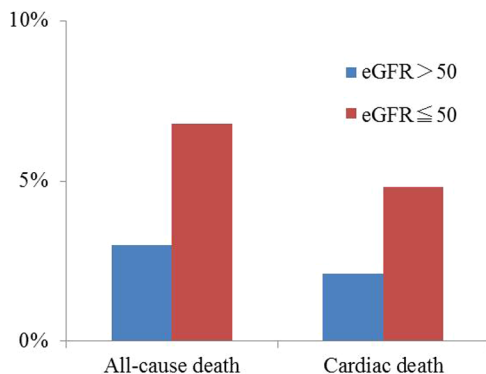 10%
eGFR＞50
eGFR≦50
5%
0%
All-cause death
Cardiac death